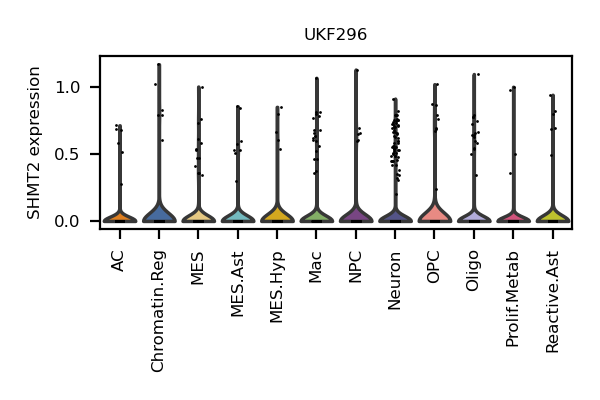 UKF296
SHMT2 expression
1.0
0.5
0.0
AC
Chromatin.Reg
MES
MES.Ast
MES.Hyp
Mac
NPC
Neuron
OPC
Oligo
Prolif.Metab
Reactive.Ast